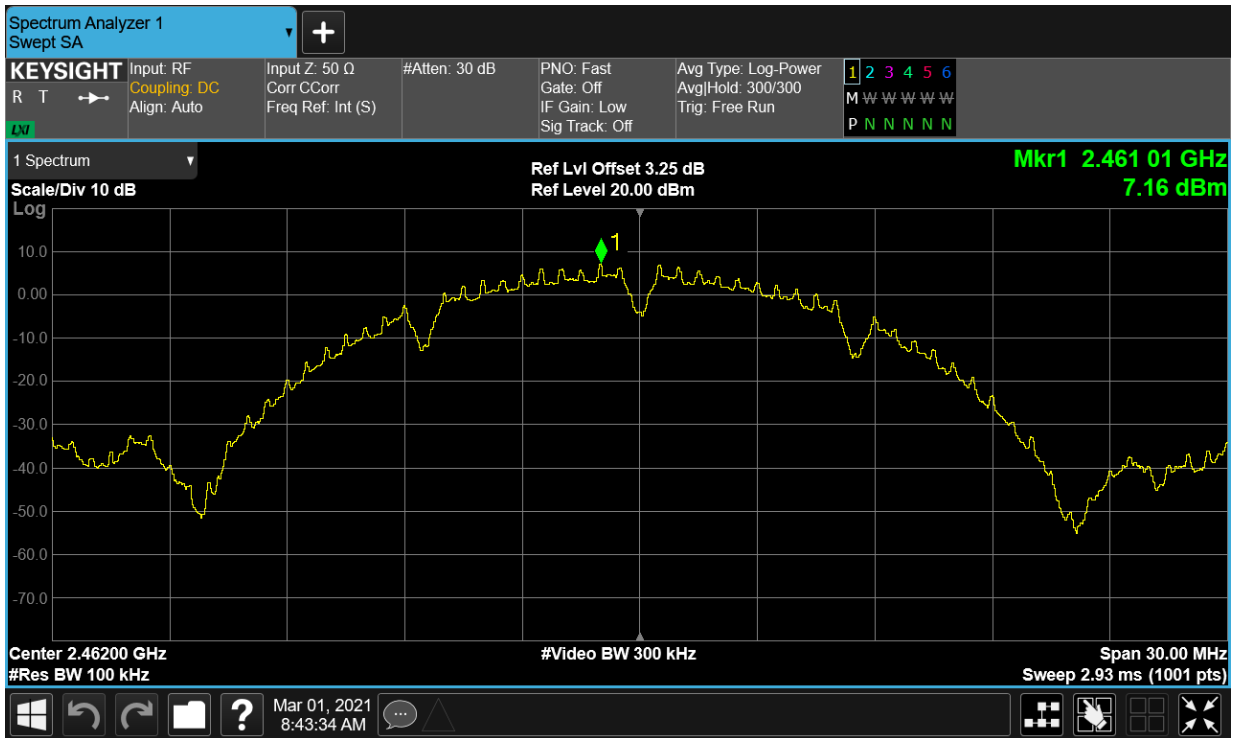 Spectrum Analyzer 1
Swept SA
+
KEYSIGHT
R T
LXI
Input: RF
Coupling: DC
Align: Auto
Input Z: 50 Ω
Corr CCorr
Freq Ref: Int (S)
#Atten: 30 dB
PNO: Fast
Gate: Off
IF Gain: Low
Sig Track: Off
Avg Type: Log-Power
Avg|Hold: 300/300
Trig: Free Run
1 2 3 4 5 6
M W W W W W
P N N N N N N
1 Spectrum
Scale/Div 10 dB
Log
Ref Lvl Offset 3.25 dB
Ref Level 20.00 dBm
Mkr1 2.461 01 GHz
7.16 dBm
1
10.0
0.00
-10.0
-20.0
-30.0
-40.0
-50.0
-60.0
-70.0
Center 2.46200 GHz
#Res BW 100 kHz
#Video BW 300 kHz
Span 30.00 MHz
Sweep 2.93 ms (1001 pts)
?
Mar 01, 2021
8:43:34 AM